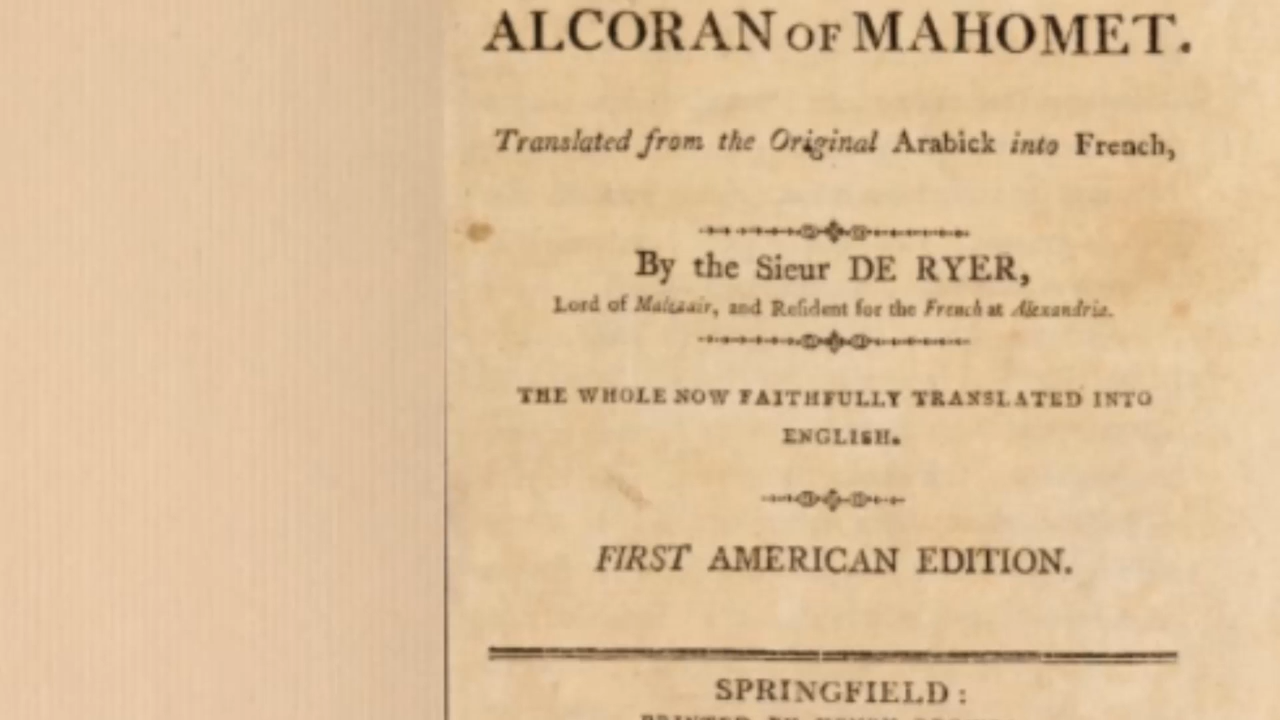 ALCORAN OF MAHOMET.
Translated from the Original Arabick into French,
By the Sieur DE RYER,
Lord of Malezair, and Reſident for the French at Alexandria.
THE WHOLE NOW FAITHFULLY TRANSLATED INTO
ENGLISH.
FIRST AMERICAN EDITION.
SPRINGFIELD: